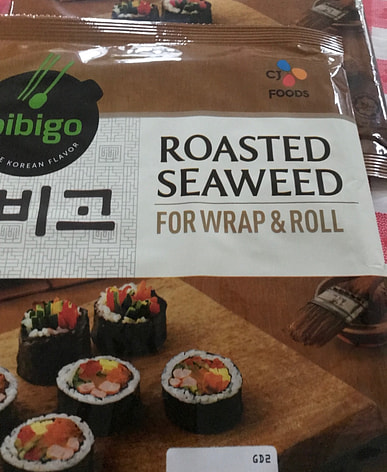 bibigo
E KOREAN FLAVOR
비고
CJ
FOODS
ROASTED
SEAWEED
FOR WRAP & ROLL
GD2